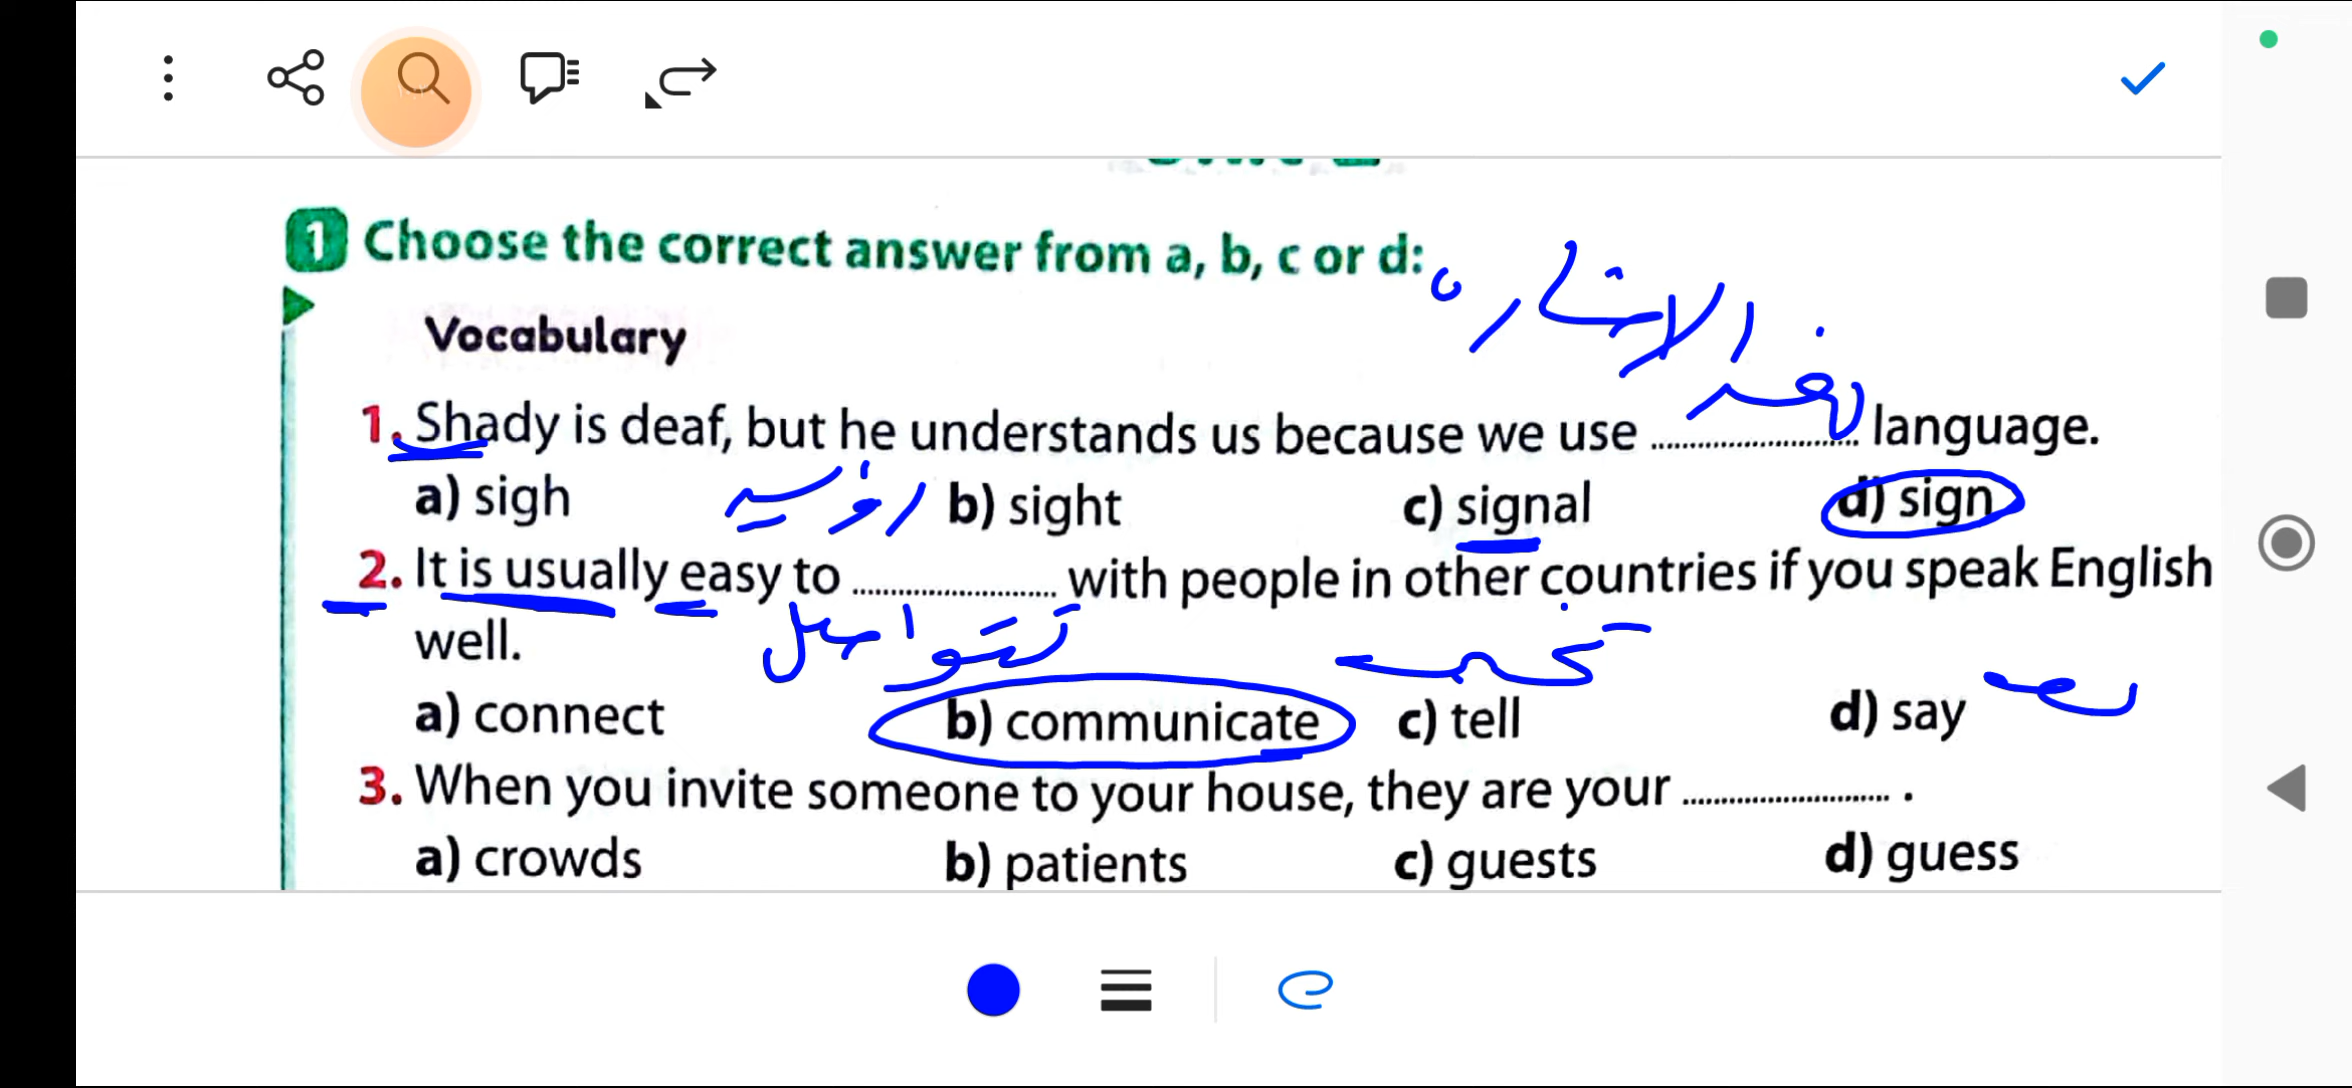 1 Choose the correct answer from a, b, c or d:
الاشاره
Vocabulary
لغه
1. Shady is deaf, but he understands us because we use ........................ language.
a) sigh b) sight c) signal d) sign
2. It is usually easy to ........................ with people in other countries if you speak English
well.
تتواصل
a) connect b) communicate c) tell d) say
3. When you invite someone to your house, they are your ........................ .
a) crowds b) patients c) guests d) guess